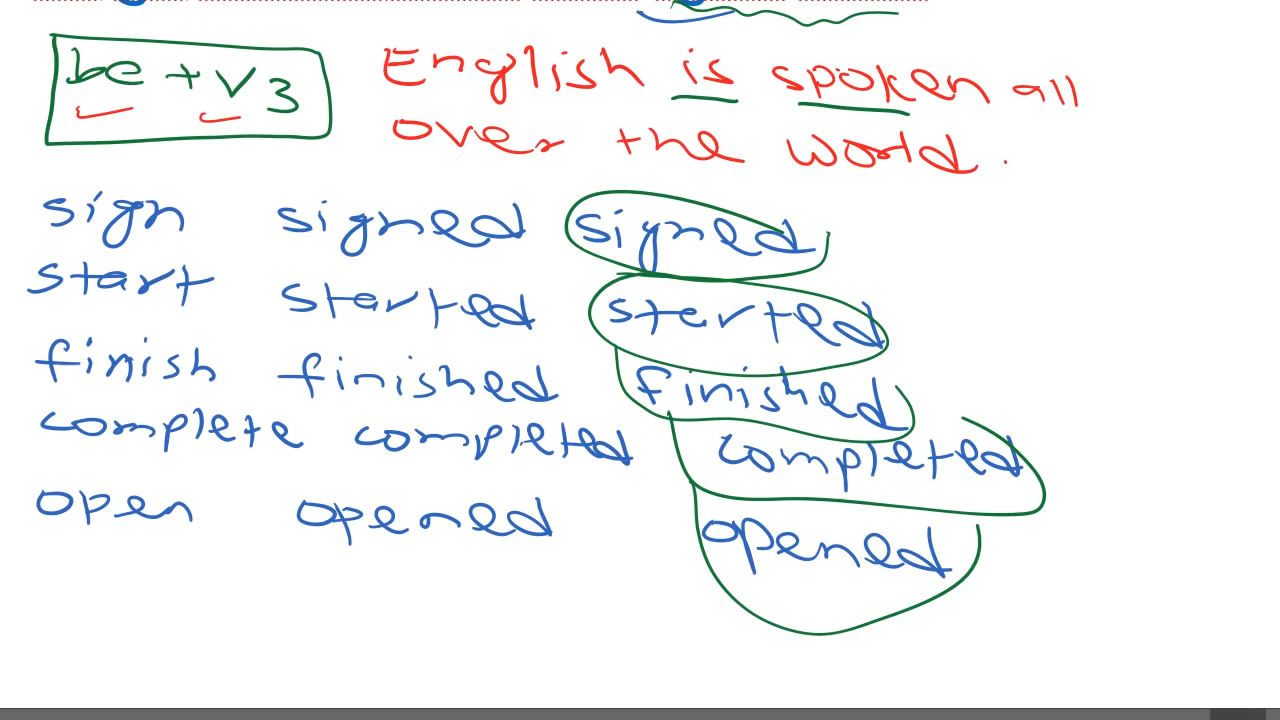 be + v3
English is spoken all
over the world.
sign signed signed
start started started
finish finished finished
complete completed completed
open opened opened